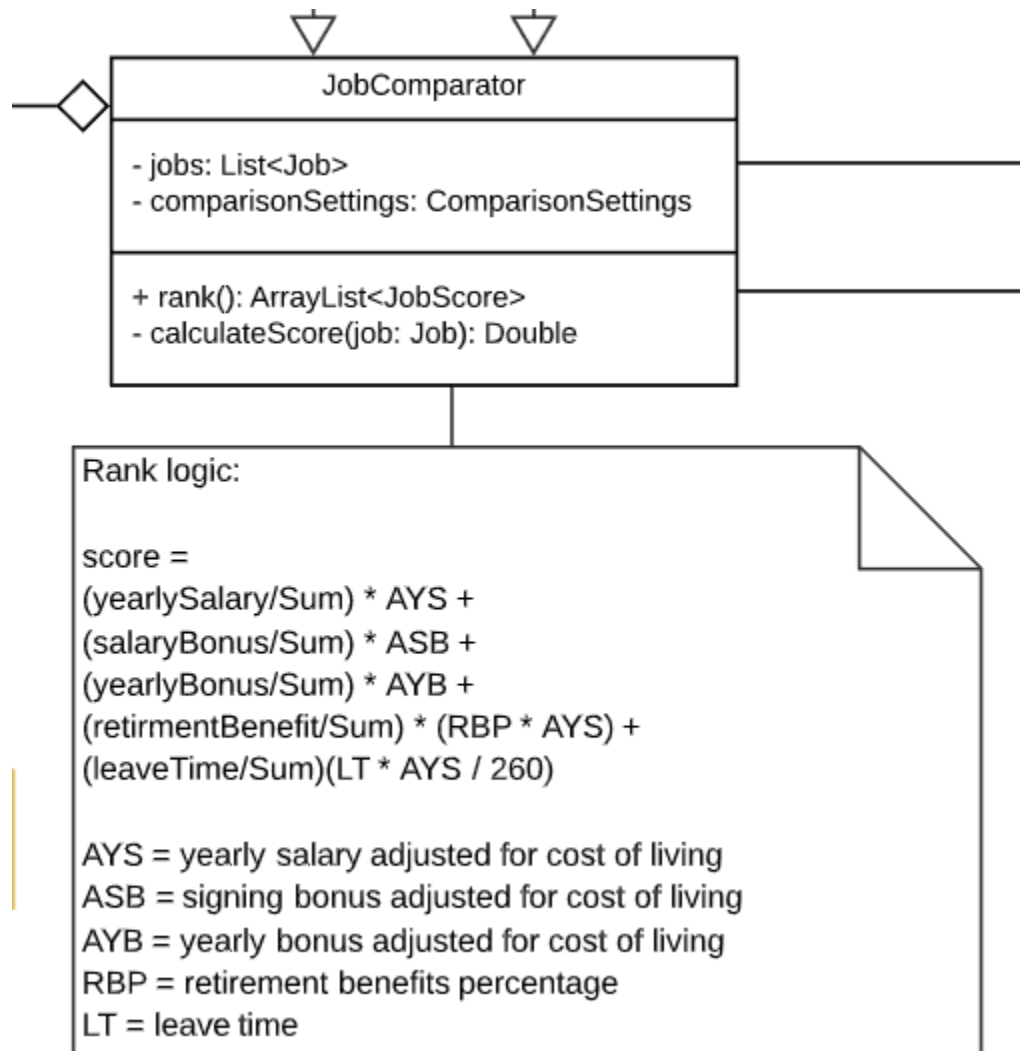 JobComparator
- jobs: List<Job>
- comparisonSettings: ComparisonSettings
+ rank(): ArrayList<JobScore>
- calculateScore(job: Job): Double
Rank logic:
score =
(yearlySalary/Sum) * AYS +
(salaryBonus/Sum) * ASB +
(yearlyBonus/Sum) * AYB +
(retirmentBenefit/Sum) * (RBP * AYS) +
(leaveTime/Sum)(LT * AYS / 260)
AYS = yearly salary adjusted for cost of living
ASB = signing bonus adjusted for cost of living
AYB = yearly bonus adjusted for cost of living
RBP = retirement benefits percentage
LT = leave time